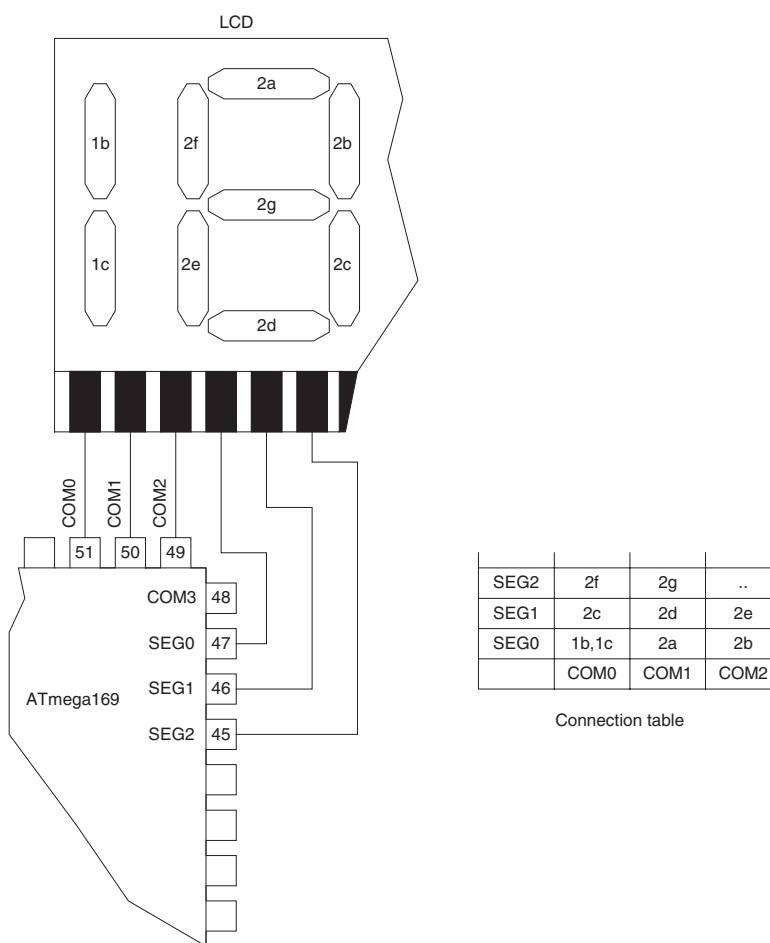 LCD
2a
1b 2f 2b
2g
1c 2e 2c
2d
COM0 COM1 COM2
51 50 49
COM3 48
SEG0 47
SEG1 46
ATmega169
SEG2 45
SEG2 2f 2g ..
SEG1 2c 2d 2e
SEG0 1b,1c 2a 2b
COM0 COM1 COM2
Connection table